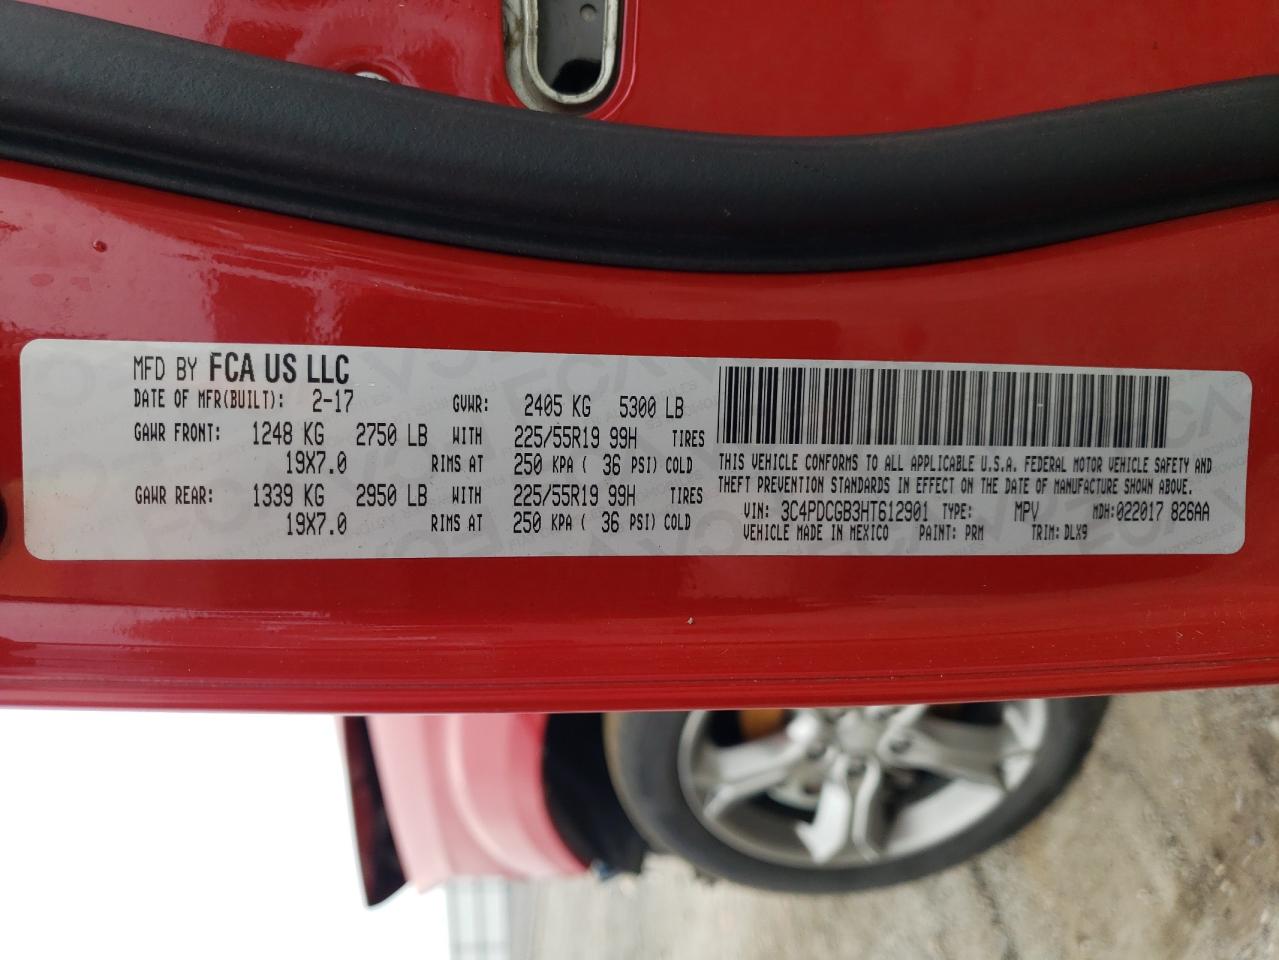 MFD BY FCA US LLC
DATE OF MFR(BUILT): 2-17 GVWR: 2405 KG 5300 LB
GAWR FRONT: 1248 KG 2750 LB WITH 225/55R19 99H TIRES
19X7.0 RIMS AT 250 KPA ( 36 PSI) COLD
GAWR REAR: 1339 KG 2950 LB WITH 225/55R19 99H TIRES
19X7.0 RIMS AT 250 KPA ( 36 PSI) COLD
THIS VEHICLE CONFORMS TO ALL APPLICABLE U.S.A. FEDERAL MOTOR VEHICLE SAFETY AND
THEFT PREVENTION STANDARDS IN EFFECT ON THE DATE OF MANUFACTURE SHOWN ABOVE.
VIN: 3C4PDCGB3HT612901 TYPE: MPV MDH: 022017 826AA
VEHICLE MADE IN MEXICO PAINT: PRM TRIM: DLX9